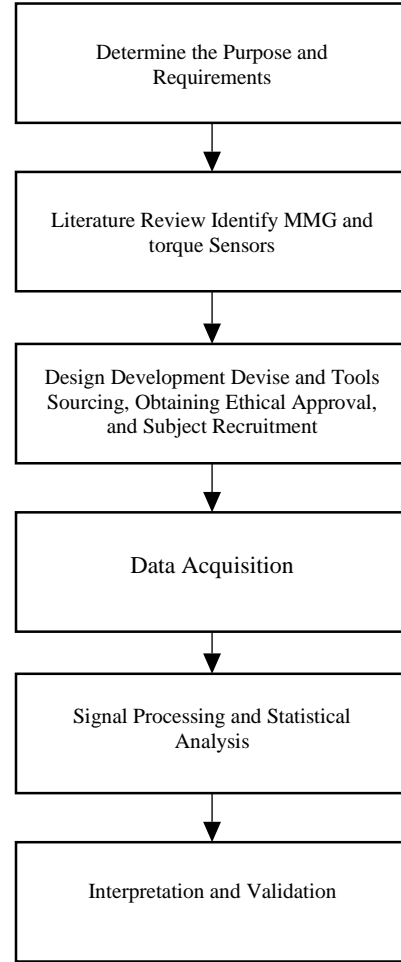 Determine the Purpose and
Requirements
Literature Review Identify MMG and
torque Sensors
Design Development Devise and Tools
Sourcing, Obtaining Ethical Approval,
and Subject Recruitment
Data Acquisition
Signal Processing and Statistical
Analysis
Interpretation and Validation